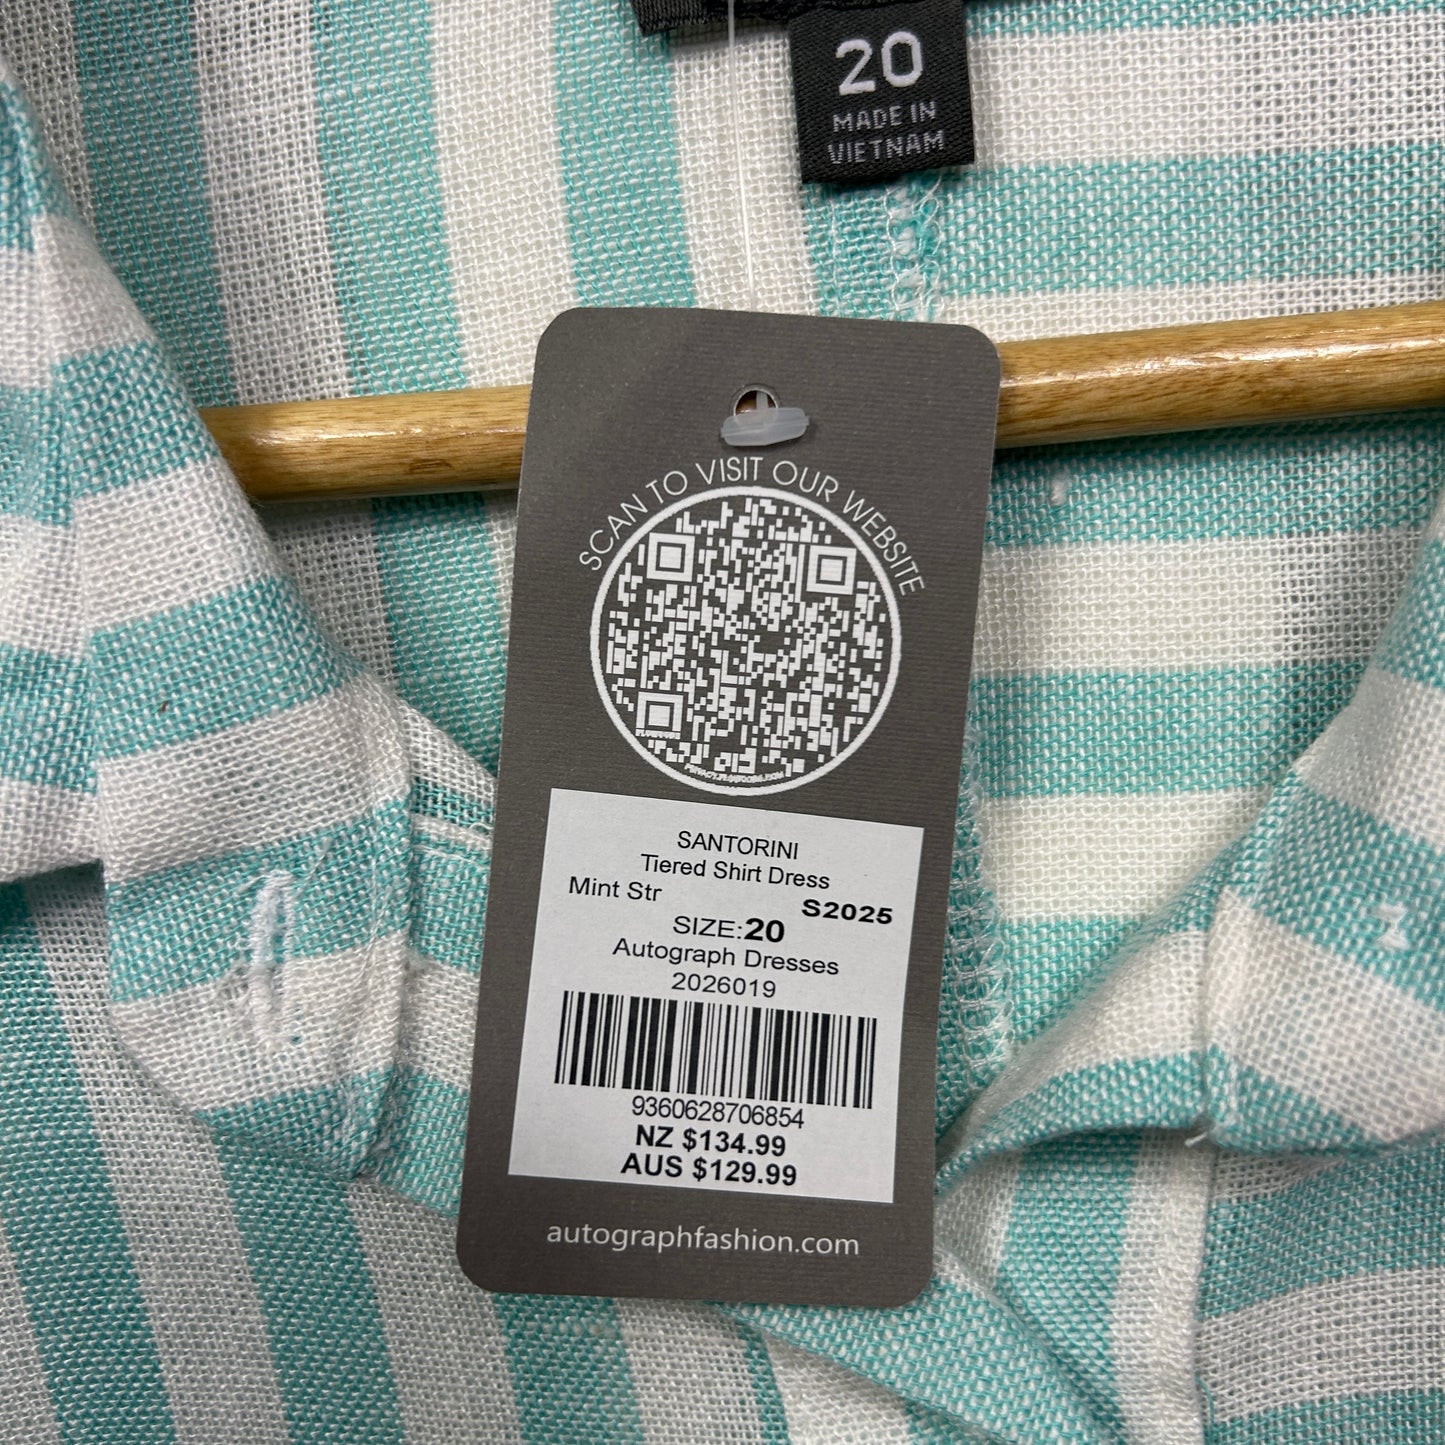 20
MADE IN
VIETNAM
SCAN TO VISIT OUR WEBSITE
SANTORINI
Tiered Shirt Dress
Mint Str
S2025
SIZE:20
Autograph Dresses
2026019
9360628706854
NZ $134.99
AUS $129.99
autographfashion.com